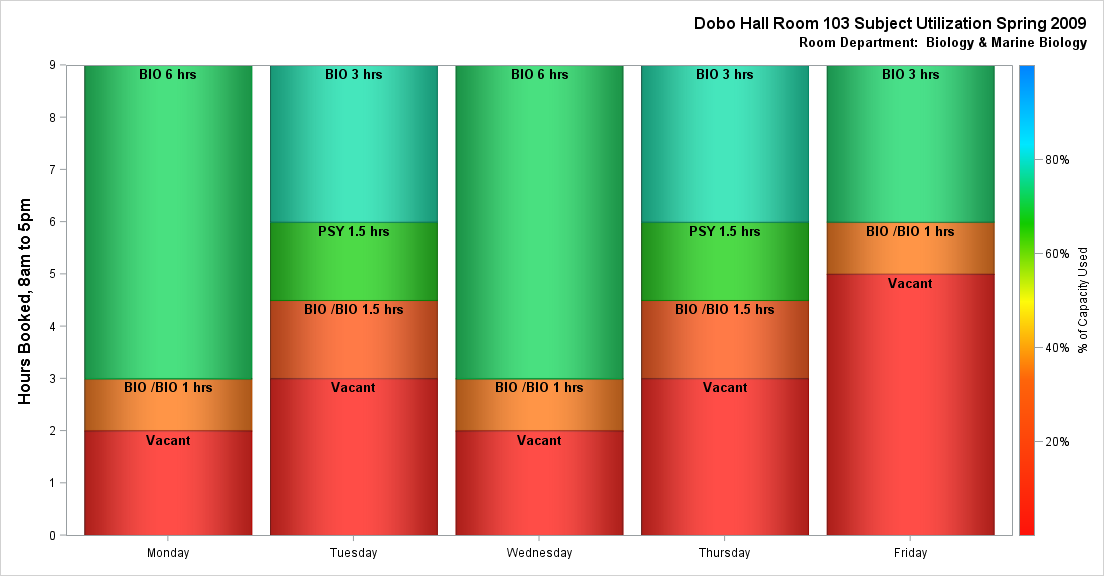 Dobo Hall Room 103 Subject Utilization Spring 2009
Room Department:  Biology & Marine Biology
Hours Booked, 8am to 5pm
9
8
7
6
5
4
3
2
1
0
BIO 6 hrs
BIO /BIO 1 hrs
Vacant
BIO 3 hrs
PSY 1.5 hrs
BIO /BIO 1.5 hrs
Vacant
BIO 6 hrs
BIO /BIO 1 hrs
Vacant
BIO 3 hrs
PSY 1.5 hrs
BIO /BIO 1.5 hrs
Vacant
BIO 3 hrs
BIO /BIO 1 hrs
Vacant
Monday
Tuesday
Wednesday
Thursday
Friday
80%
60%
40%
20%
% of Capacity Used